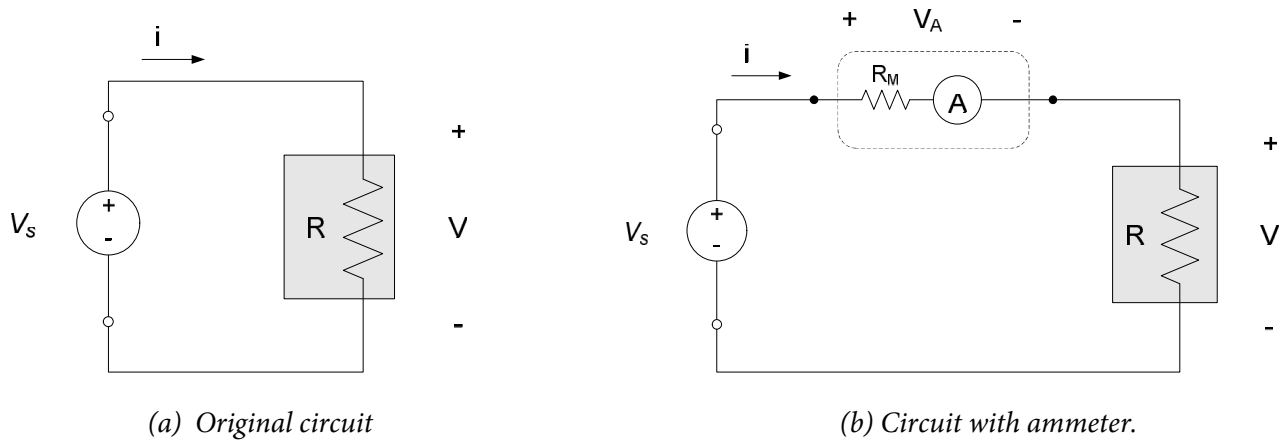 i
+
V_s
+
-
R
V
-
(a) Original circuit
+ V_A -
i
R_M
A
+
V_s
+
-
R
V
-
(b) Circuit with ammeter.